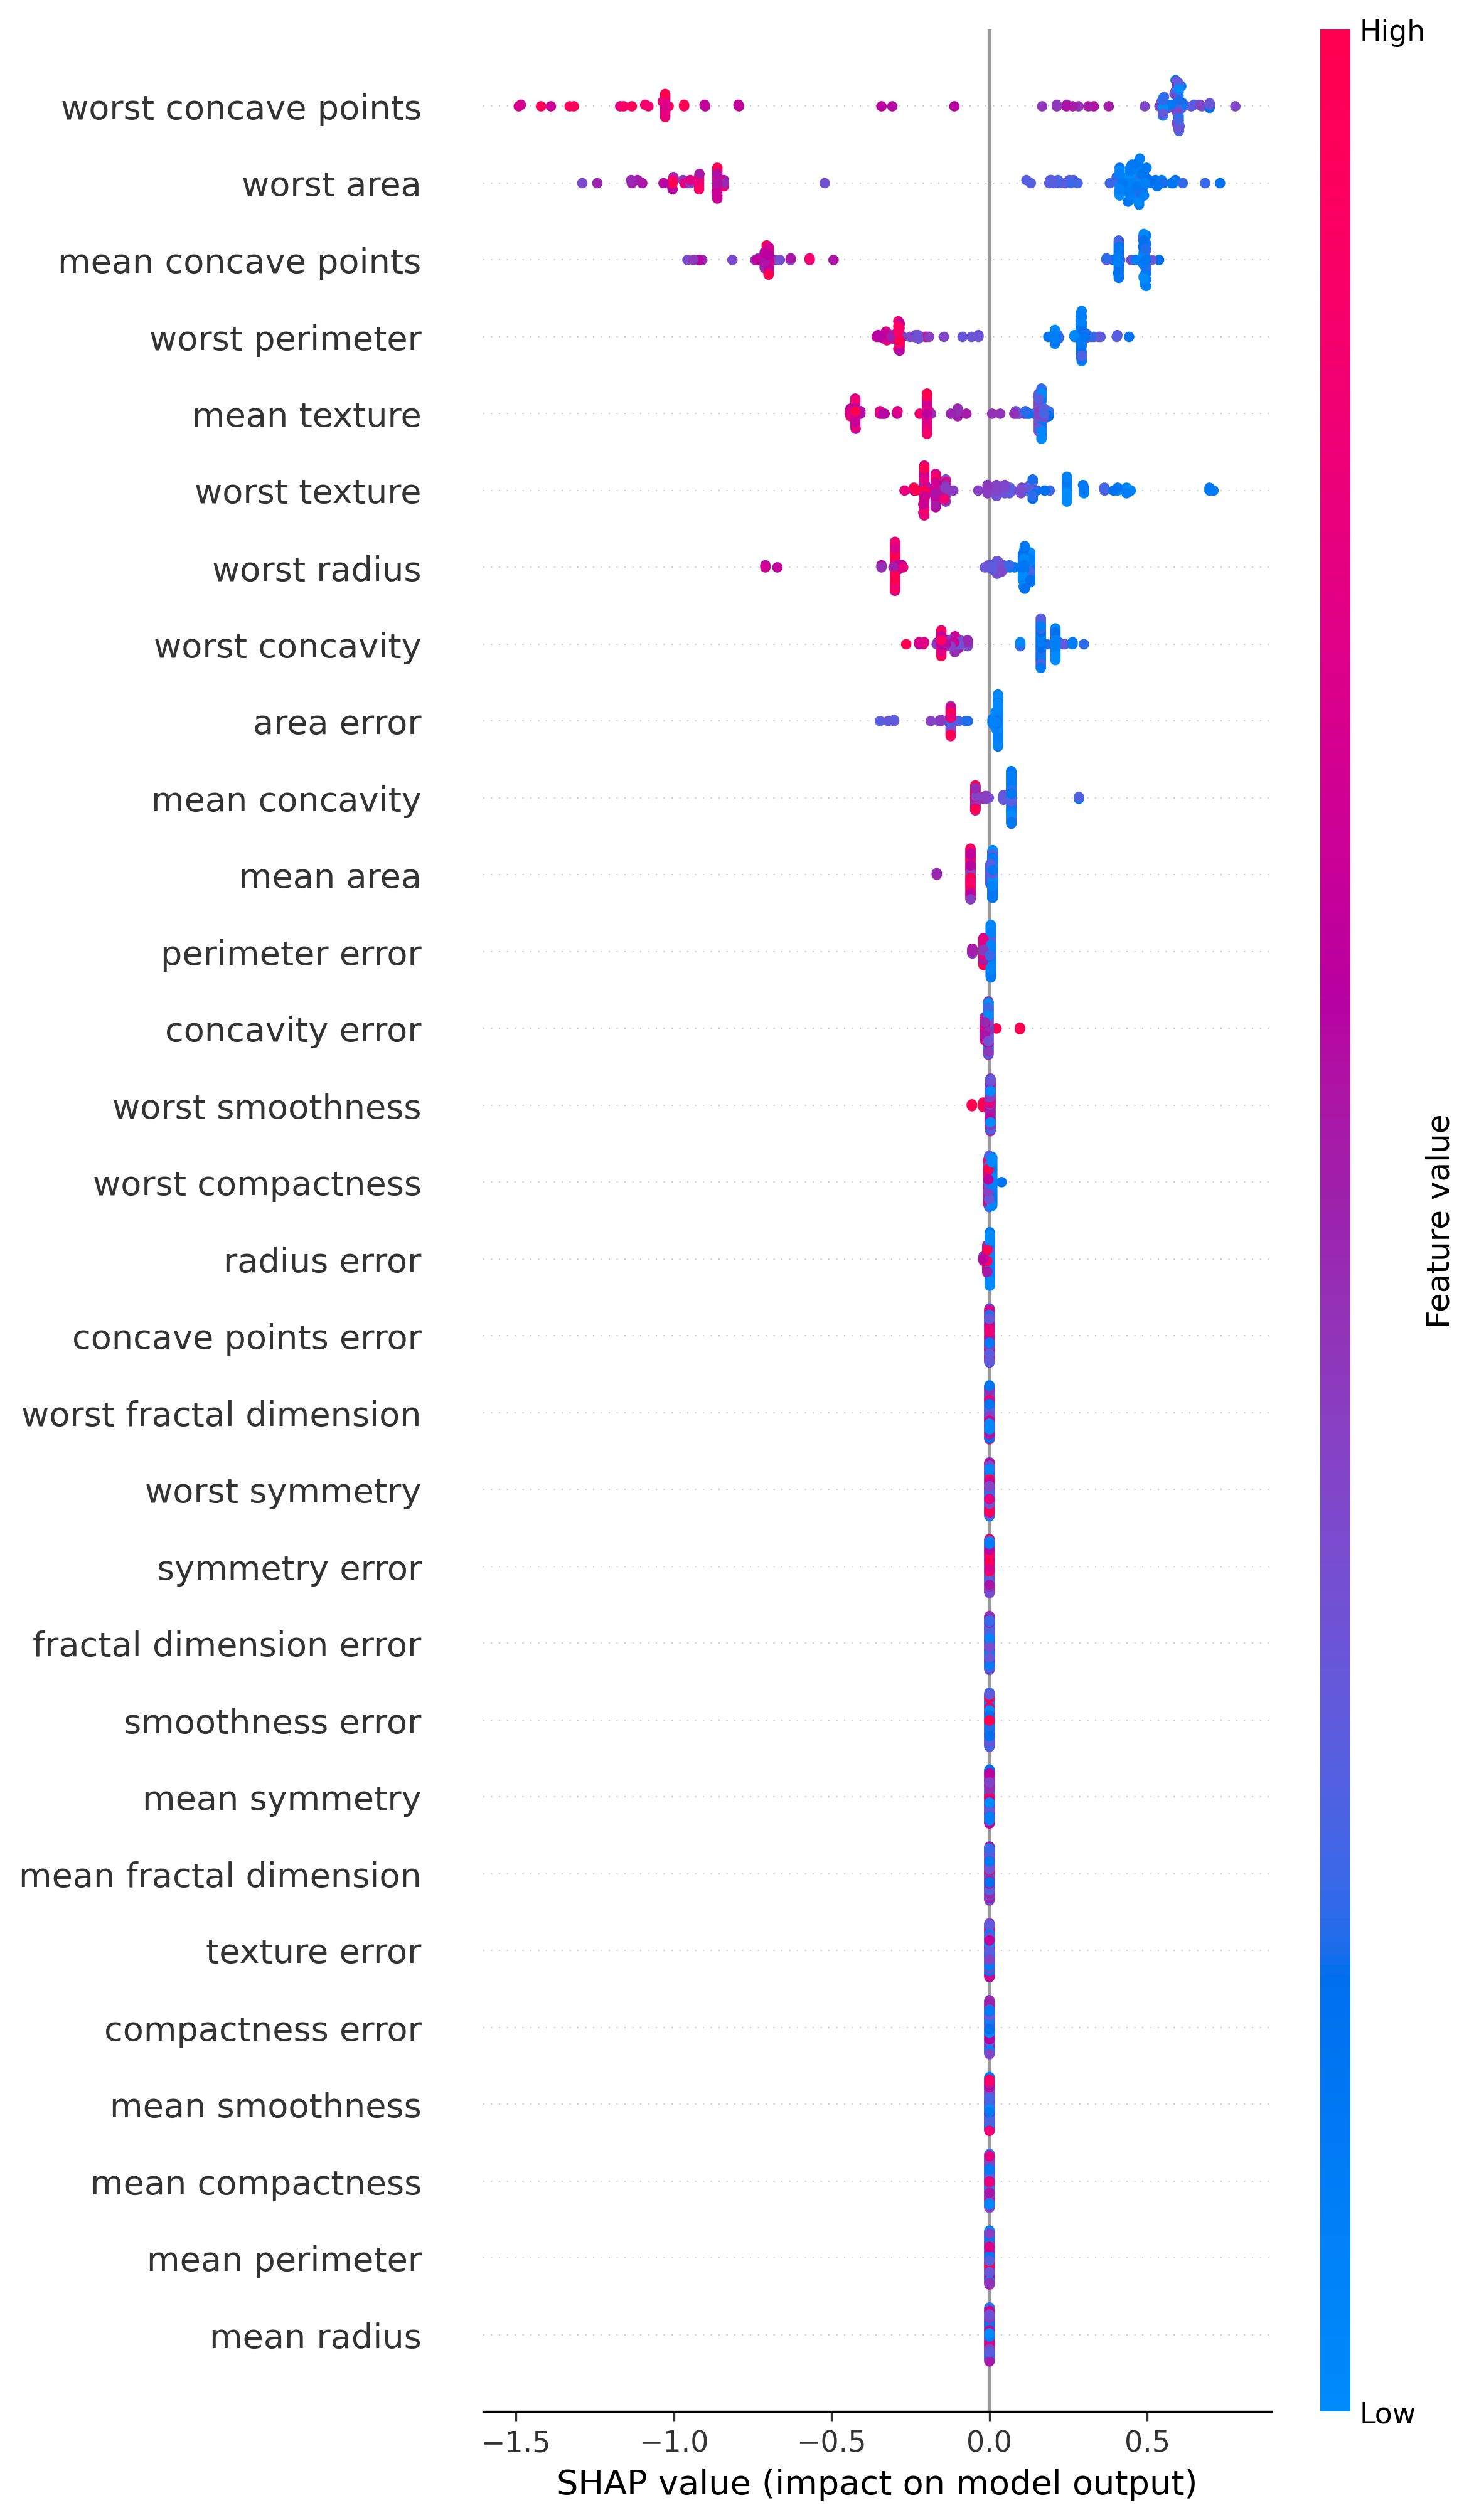 High
worst concave points
worst area
mean concave points
worst perimeter
mean texture
worst texture
worst radius
worst concavity
area error
mean concavity
mean area
perimeter error
concavity error
worst smoothness
worst compactness
radius error
concave points error
worst fractal dimension
worst symmetry
symmetry error
fractal dimension error
smoothness error
mean symmetry
mean fractal dimension
texture error
compactness error
mean smoothness
mean compactness
mean perimeter
mean radius
Feature value
Low
−1.5 −1.0 −0.5 0.0 0.5
SHAP value (impact on model output)